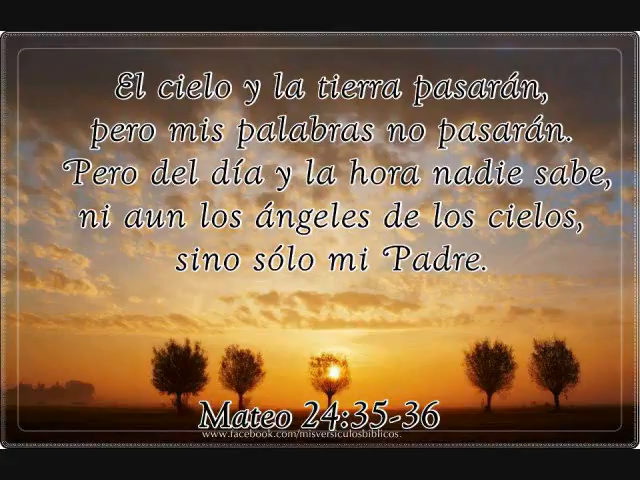 El cielo y la tierra pasarán,
pero mis palabras no pasarán.
Pero del día y la hora nadie sabe,
ni aun los ángeles de los cielos,
sino sólo mi Padre.
Mateo 24:35-36
www.facebook.com/misversiculosbiblicos.